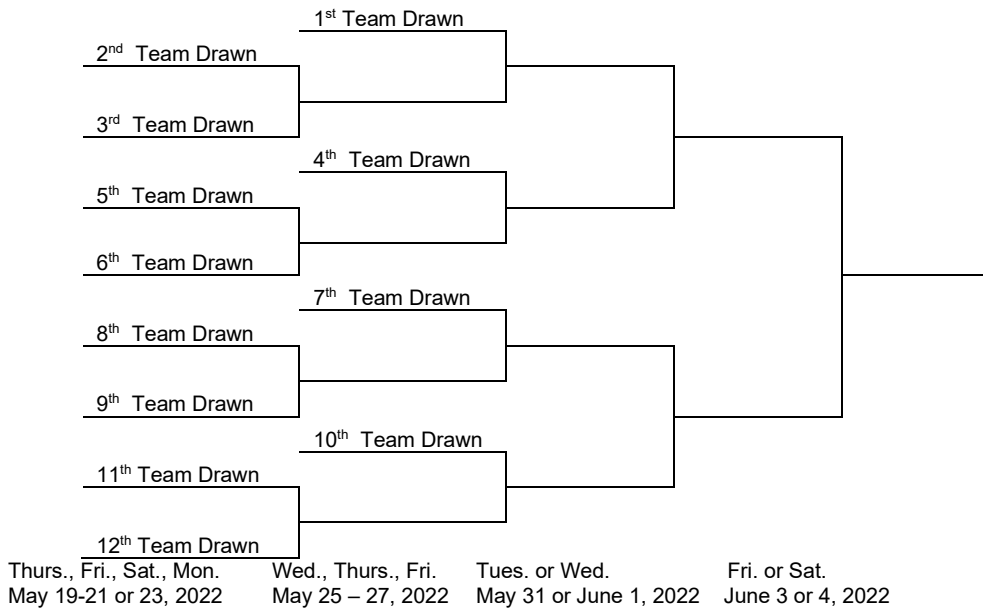 1st Team Drawn
2nd Team Drawn
3rd Team Drawn
4th Team Drawn
5th Team Drawn
6th Team Drawn
7th Team Drawn
8th Team Drawn
9th Team Drawn
10th Team Drawn
11th Team Drawn
12th Team Drawn
Thurs., Fri., Sat., Mon. Wed., Thurs., Fri. Tues. or Wed. Fri. or Sat.
May 19-21 or 23, 2022 May 25 – 27, 2022 May 31 or June 1, 2022 June 3 or 4, 2022